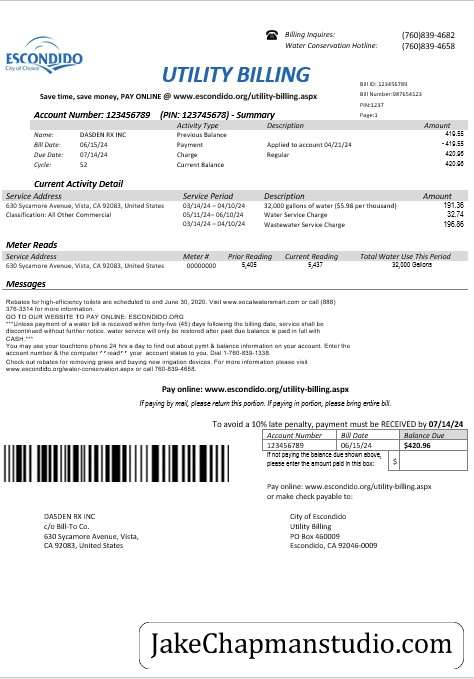 ESCONDIDO
City of Choice
Billing Inquires: (760)839-4682
Water Conservation Hotline: (760)839-4658
UTILITY BILLING
Save time, save money, PAY ONLINE @ www.escondido.org/utility-billing.aspx
Bill ID: 123456789
Bill Number:987654123
PIN:1237
Page:1
Account Number: 123456789 (PIN: 123745678) - Summary
Activity Type Description Amount
Name: DASDEN RX INC Previous Balance 419.55
Bill Date: 06/15/24 Payment Applied to account 04/21/24 -419.55
Due Date: 07/14/24 Charge Regular 420.96
Cycle: 52 Current Balance 420.96
Current Activity Detail
Service Address Service Period Description Amount
630 Sycamore Avenue, Vista, CA 92083, United States 03/14/24 – 04/10/24 32,000 gallons of water ($5.98 per thousand) 191.36
Classification: All Other Commercial 05/11/24– 06/10/24 Water Service Charge 32.74
03/14/24 – 04/10/24 Wastewater Service Charge 196.86
Meter Reads
Service Address Meter # Prior Reading Current Reading Total Water Use This Period
630 Sycamore Avenue, Vista, CA 92083, United States 00000000 5,405 5,437 32,000 Gallons
Messages
Rebates for high-efficiency toilets are scheduled to end June 30, 2020. Visit www.socalwatersmart.com or call (888)
376-3314 for more information.
GO TO OUR WEBSITE TO PAY ONLINE: ESCONDIDO.ORG
***Unless payment of a water bill is received within forty-five (45) days following the billing date, service shall be
discontinued without further notice. water service will only be restored after past due balance is paid in full with
CASH.***
You may use your touchtone phone 24 hrs a day to find out about pymt & balance information on your account. Enter the
account number & the computer **read** your account status to you. Dial 1-760-839-1338.
Check out rebates for removing grass and buying new irrigation devices. For more information please visit
www.escondido.org/water-conservation.aspx or call 760-839-4658.
Pay online: www.escondido.org/utility-billing.aspx
If paying by mail, please return this portion. If paying in portion, please bring entire bill.
To avoid a 10% late penalty, payment must be RECEIVED by 07/14/24
Account Number Bill Date Balance Due
123456789 06/15/24 $420.96
If not paying the balance due shown above,
please enter the amount paid in this box: $
Pay online: www.escondido.org/utility-billing.aspx
or make check payable to:
DASDEN RX INC City of Escondido
c/o Bill-To Co. Utility Billing
630 Sycamore Avenue, Vista, PO Box 460009
CA 92083, United States Escondido, CA 92046-0009
JakeChapmanstudio.com